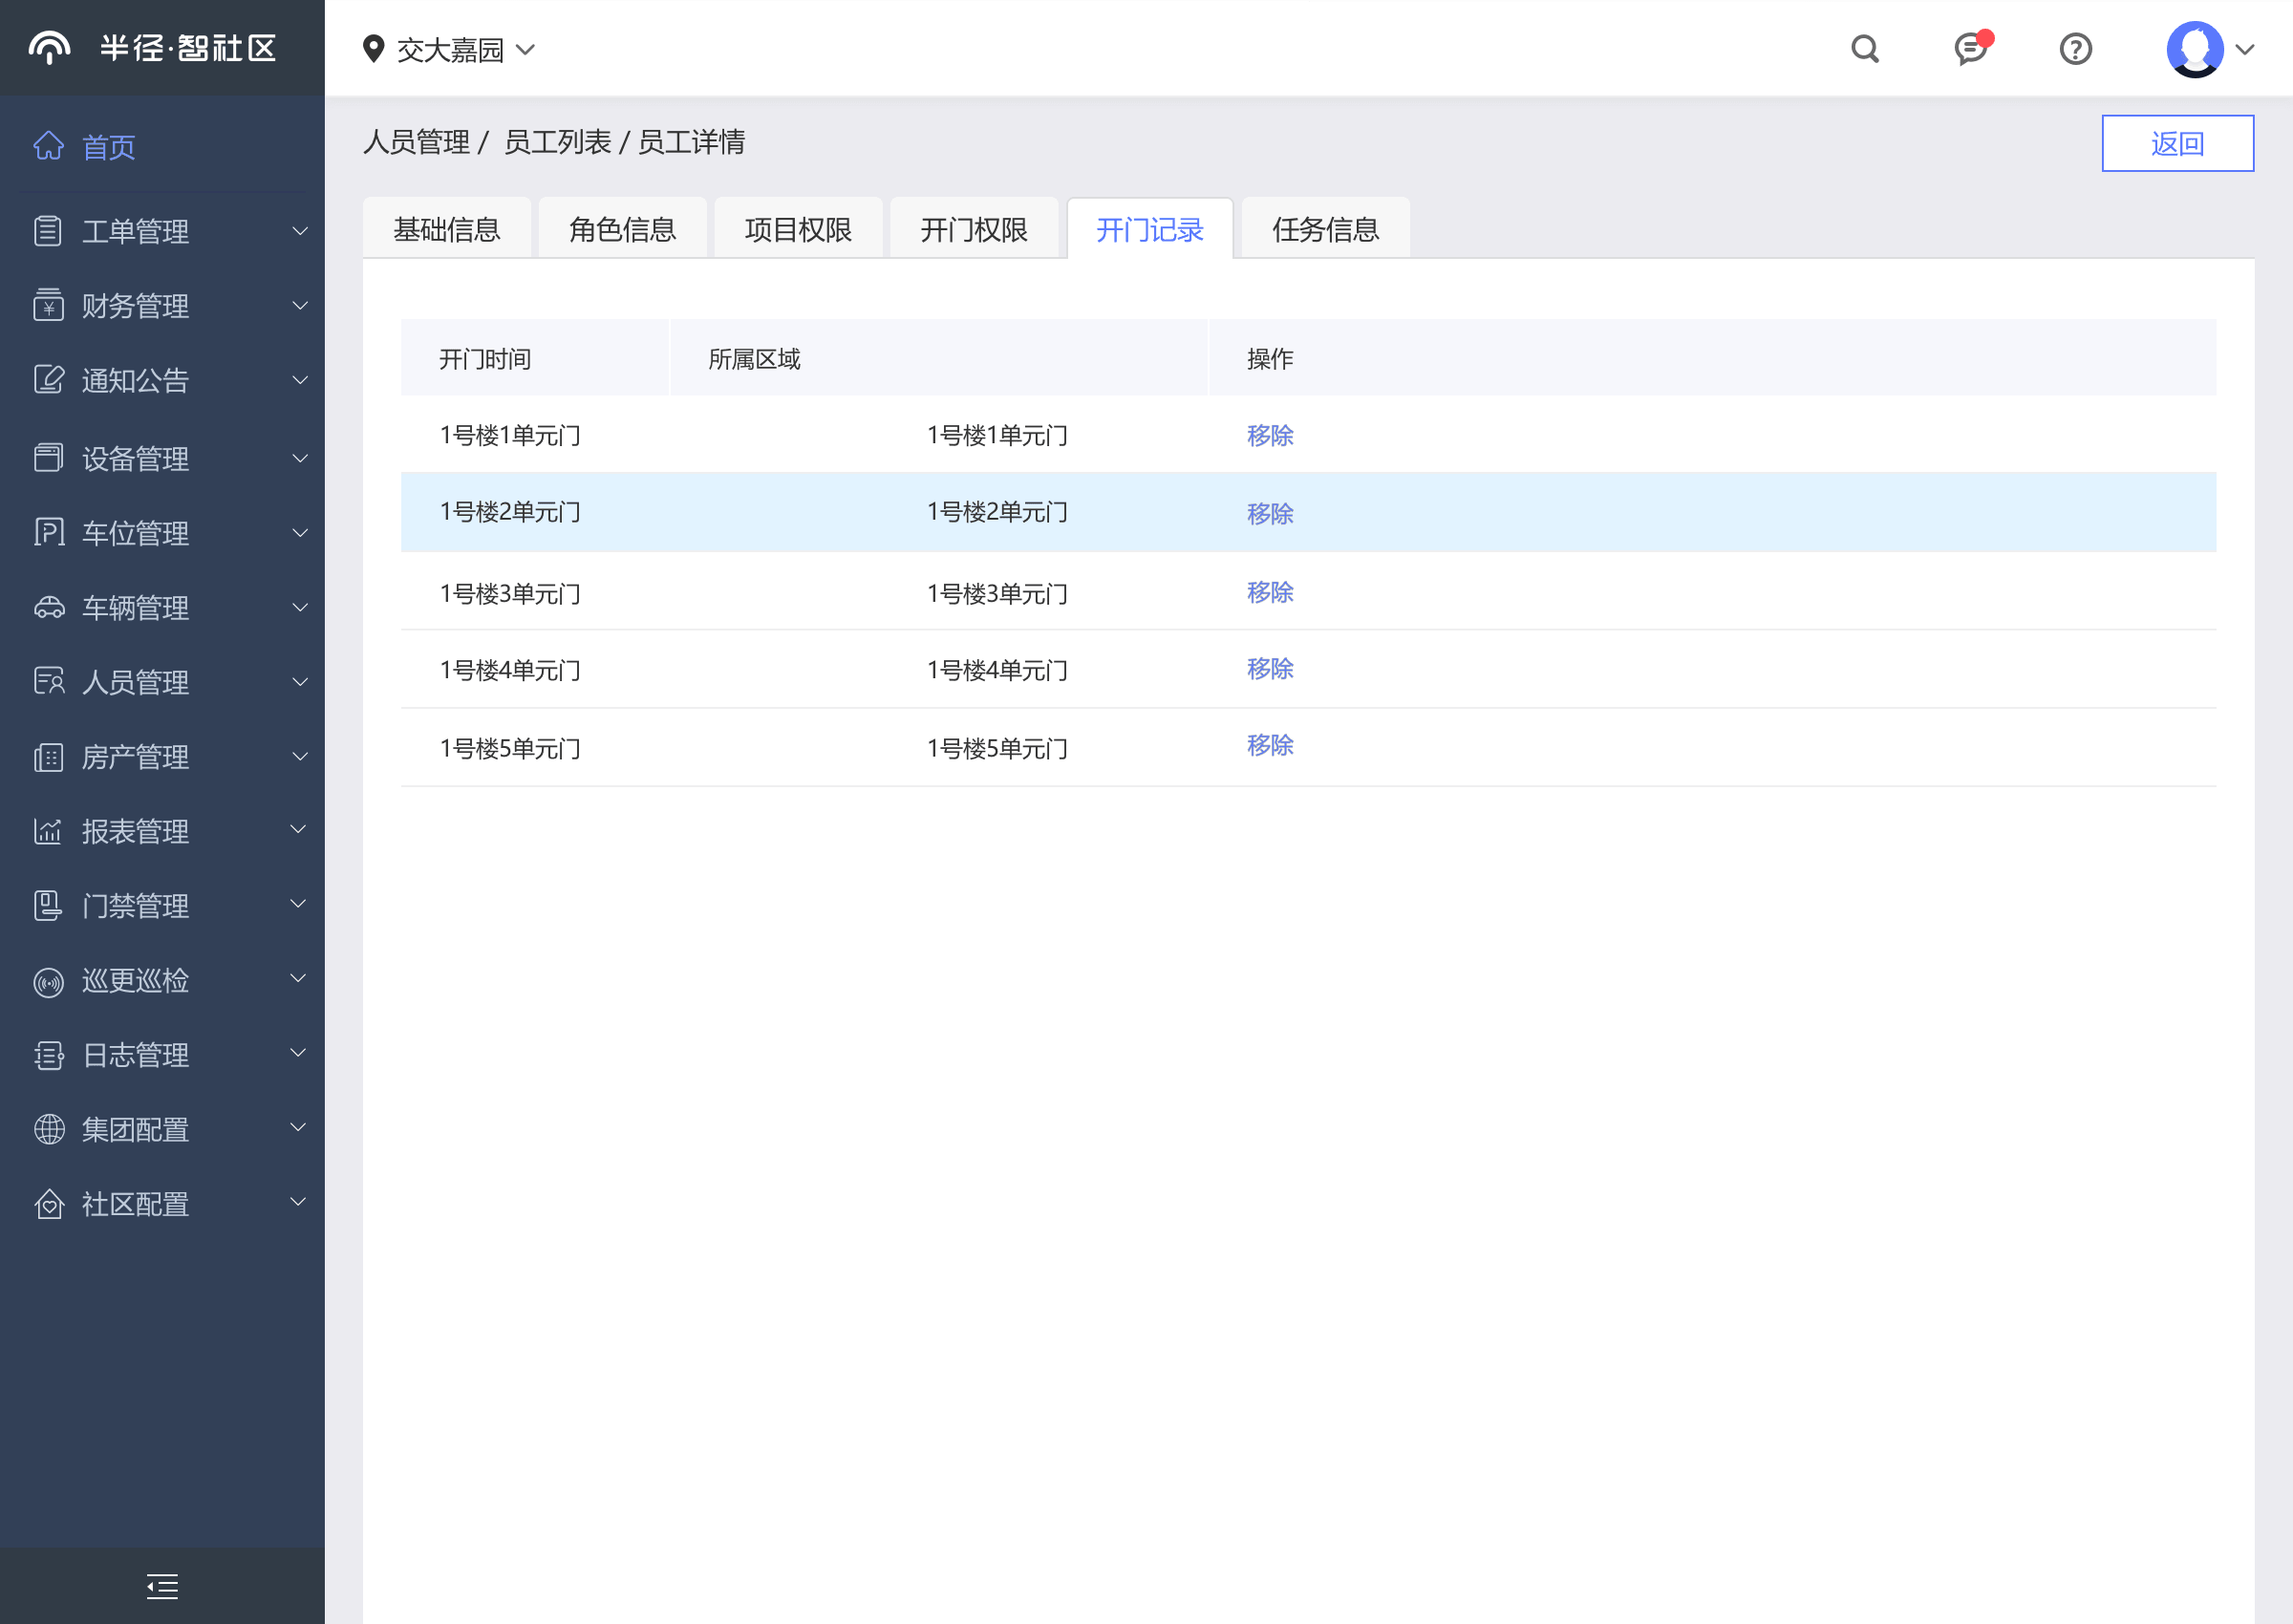 半径·智社区
交大嘉园
首页
工单管理
财务管理
通知公告
设备管理
车位管理
车辆管理
人员管理
房产管理
报表管理
门禁管理
巡更巡检
日志管理
集团配置
社区配置
人员管理 / 员工列表 / 员工详情
返回
基础信息 角色信息 项目权限 开门权限 开门记录 任务信息
开门时间 所属区域 操作
1号楼1单元门 1号楼1单元门 移除
1号楼2单元门 1号楼2单元门 移除
1号楼3单元门 1号楼3单元门 移除
1号楼4单元门 1号楼4单元门 移除
1号楼5单元门 1号楼5单元门 移除